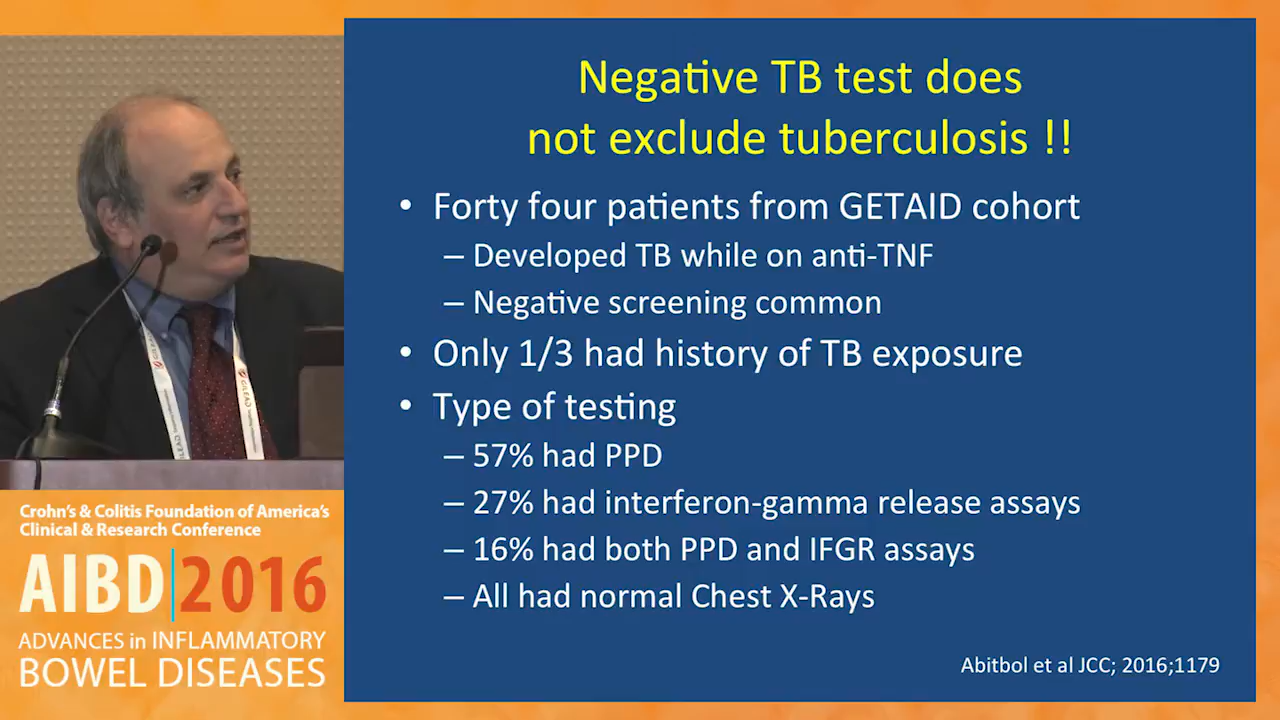 Negative TB test does
not exclude tuberculosis !!
• Forty four patients from GETAID cohort
– Developed TB while on anti-TNF
– Negative screening common
• Only 1/3 had history of TB exposure
• Type of testing
– 57% had PPD
– 27% had interferon-gamma release assays
– 16% had both PPD and IFGR assays
– All had normal Chest X-Rays
Abitbol et al JCC; 2016;1179
GILEAD
GILEAD
Crohn's & Colitis Foundation of America's
Clinical & Research Conference
AIBD|2016
ADVANCES in INFLAMMATORY
BOWEL DISEASES